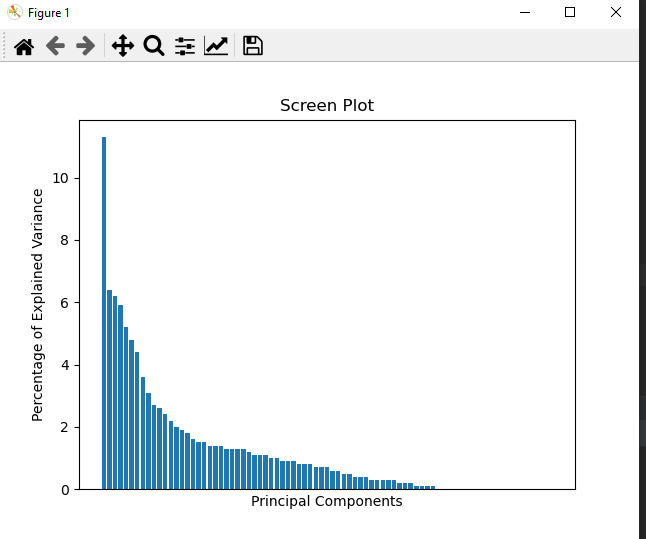 Figure 1
Screen Plot
Percentage of Explained Variance
10
8
6
4
2
0
Principal Components